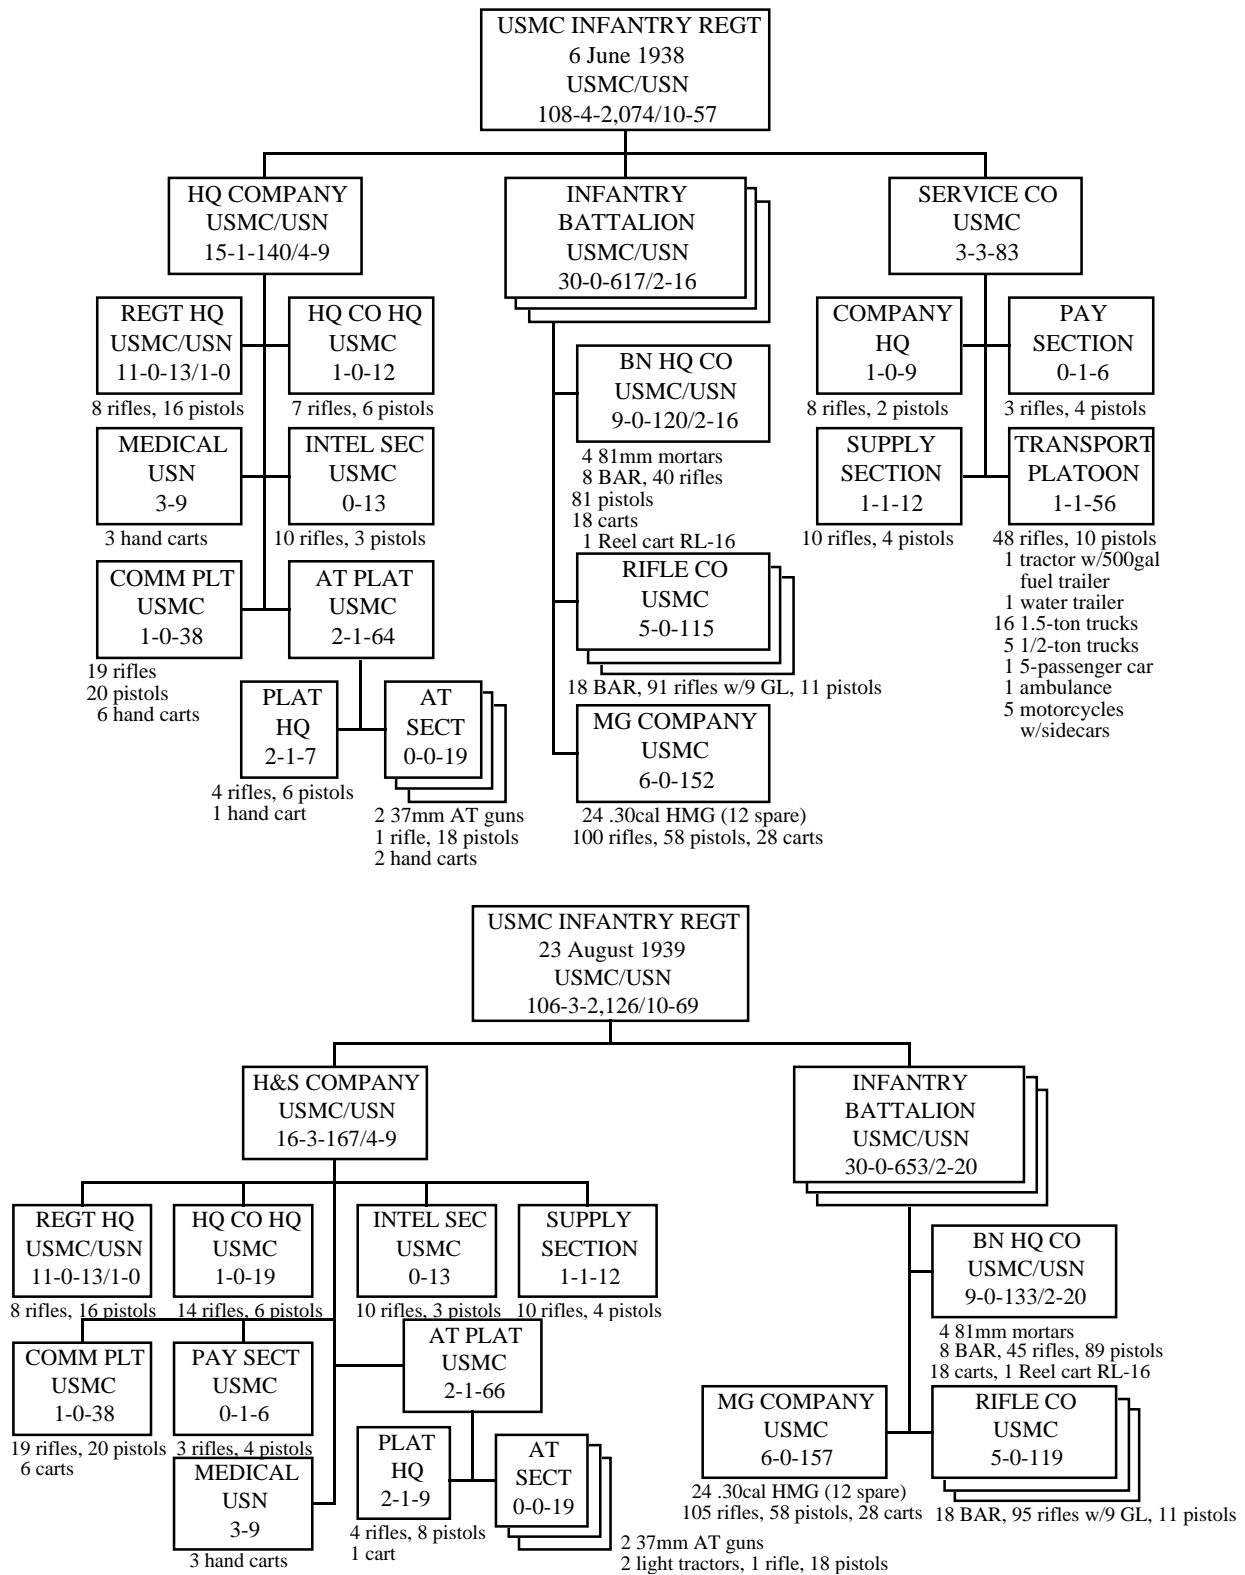 USMC INFANTRY REGT
6 June 1938
USMC/USN
108-4-2,074/10-57
HQ COMPANY
USMC/USN
15-1-140/4-9
INFANTRY
BATTALION
USMC/USN
30-0-617/2-16
SERVICE CO
USMC
3-3-83
REGT HQ
USMC/USN
11-0-13/1-0
8 rifles, 16 pistols
HQ CO HQ
USMC
1-0-12
7 rifles, 6 pistols
MEDICAL
USN
3-9
3 hand carts
INTEL SEC
USMC
0-13
10 rifles, 3 pistols
COMM PLT
USMC
1-0-38
19 rifles
20 pistols
6 hand carts
AT PLAT
USMC
2-1-64
PLAT
HQ
2-1-7
4 rifles, 6 pistols
1 hand cart
AT
SECT
0-0-19
2 37mm AT guns
1 rifle, 18 pistols
2 hand carts
BN HQ CO
USMC/USN
9-0-120/2-16
4 81mm mortars
8 BAR, 40 rifles
81 pistols
18 carts
1 Reel cart RL-16
RIFLE CO
USMC
5-0-115
18 BAR, 91 rifles w/9 GL, 11 pistols
MG COMPANY
USMC
6-0-152
24 .30cal HMG (12 spare)
100 rifles, 58 pistols, 28 carts
COMPANY
HQ
1-0-9
8 rifles, 2 pistols
PAY
SECTION
0-1-6
3 rifles, 4 pistols
SUPPLY
SECTION
1-1-12
10 rifles, 4 pistols
TRANSPORT
PLATOON
1-1-56
48 rifles, 10 pistols
1 tractor w/500gal
fuel trailer
1 water trailer
16 1.5-ton trucks
5 1/2-ton trucks
1 5-passenger car
1 ambulance
5 motorcycles
w/sidecars
USMC INFANTRY REGT
23 August 1939
USMC/USN
106-3-2,126/10-69
H&S COMPANY
USMC/USN
16-3-167/4-9
INFANTRY
BATTALION
USMC/USN
30-0-653/2-20
REGT HQ
USMC/USN
11-0-13/1-0
8 rifles, 16 pistols
HQ CO HQ
USMC
1-0-19
14 rifles, 6 pistols
INTEL SEC
USMC
0-13
10 rifles, 3 pistols
SUPPLY
SECTION
1-1-12
10 rifles, 4 pistols
COMM PLT
USMC
1-0-38
19 rifles, 20 pistols
6 carts
PAY SECT
USMC
0-1-6
3 rifles, 4 pistols
MEDICAL
USN
3-9
3 hand carts
AT PLAT
USMC
2-1-66
PLAT
HQ
2-1-9
4 rifles, 8 pistols
1 cart
AT
SECT
0-0-19
2 37mm AT guns
2 light tractors, 1 rifle, 18 pistols
BN HQ CO
USMC/USN
9-0-133/2-20
4 81mm mortars
8 BAR, 45 rifles, 89 pistols
18 carts, 1 Reel cart RL-16
MG COMPANY
USMC
6-0-157
24 .30cal HMG (12 spare)
105 rifles, 58 pistols, 28 carts
RIFLE CO
USMC
5-0-119
18 BAR, 95 rifles w/9 GL, 11 pistols